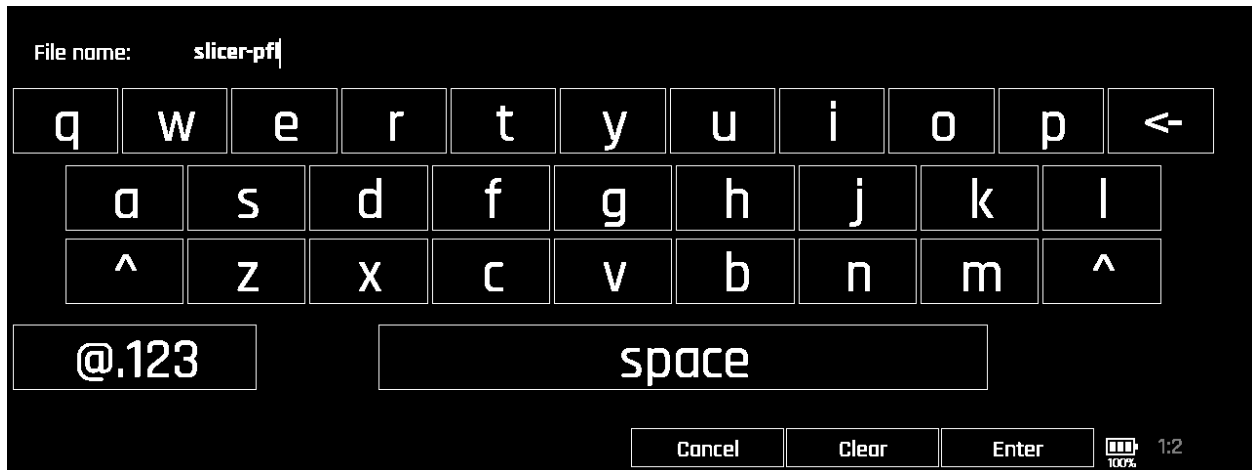 File name: slicer-pfl
q w e r t y u i o p <-
a s d f g h j k l
^ z x c v b n m ^
@.123 space
Cancel Clear Enter 100% 1:2